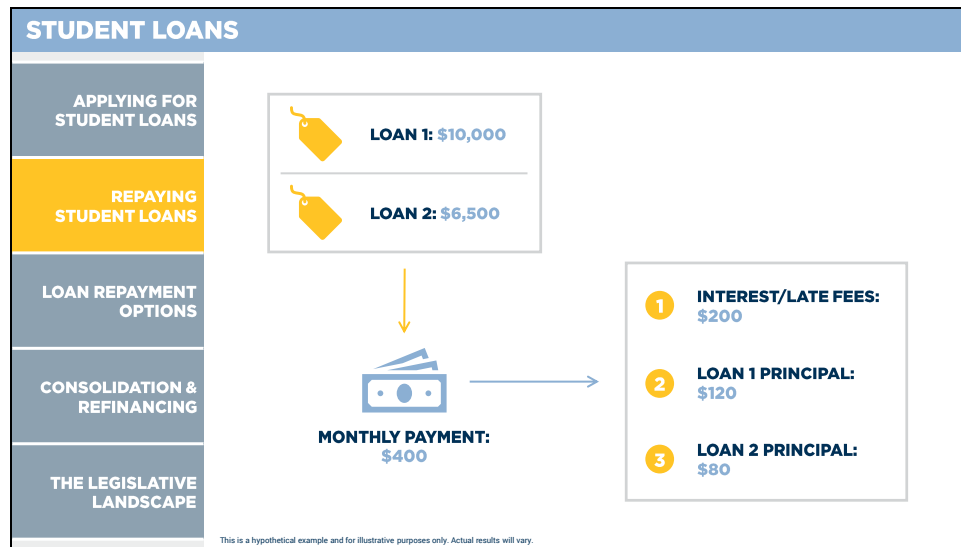 STUDENT LOANS
APPLYING FOR
STUDENT LOANS
REPAYING
STUDENT LOANS
LOAN REPAYMENT
OPTIONS
CONSOLIDATION &
REFINANCING
THE LEGISLATIVE
LANDSCAPE
LOAN 1: $10,000
LOAN 2: $6,500
MONTHLY PAYMENT:
$400
1 INTEREST/LATE FEES:
$200
2 LOAN 1 PRINCIPAL:
$120
3 LOAN 2 PRINCIPAL:
$80
This is a hypothetical example and for illustrative purposes only. Actual results will vary.